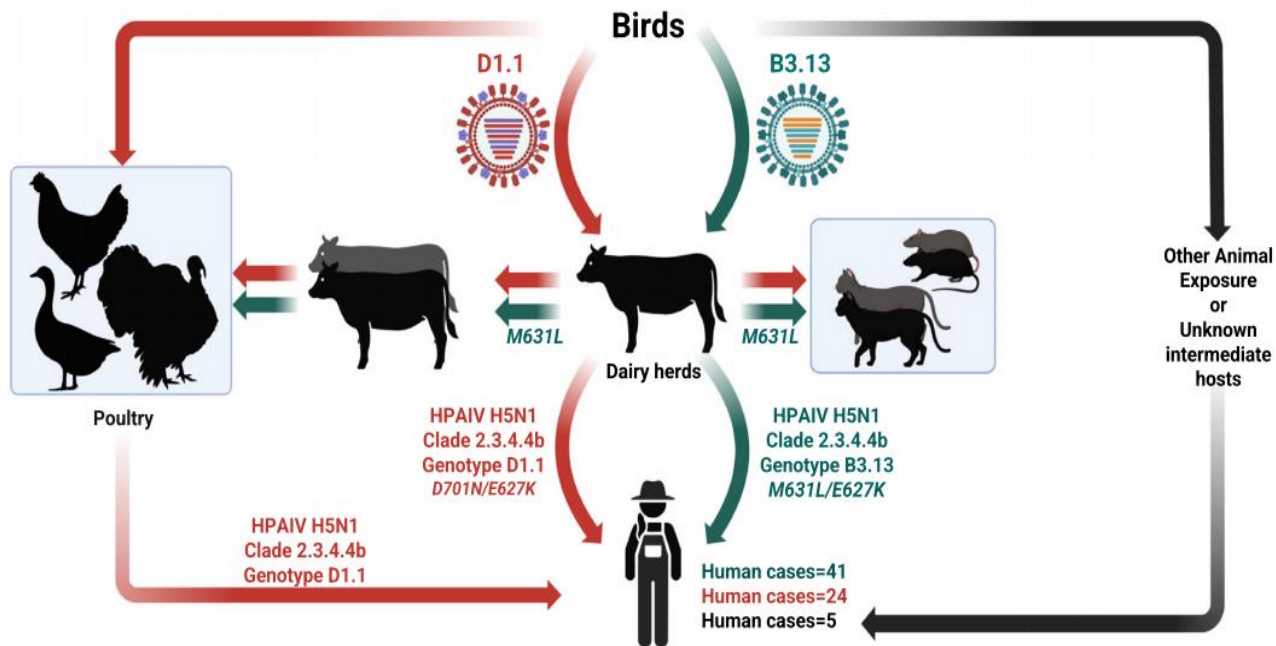 Birds
D1.1
B3.13
M631L
M631L
Dairy herds
Other Animal
Exposure
or
Unknown
intermediate
hosts
Poultry
HPAIV H5N1
Clade 2.3.4.4b
Genotype D1.1
D701N/E627K
HPAIV H5N1
Clade 2.3.4.4b
Genotype B3.13
M631L/E627K
HPAIV H5N1
Clade 2.3.4.4b
Genotype D1.1
Human cases=41
Human cases=24
Human cases=5